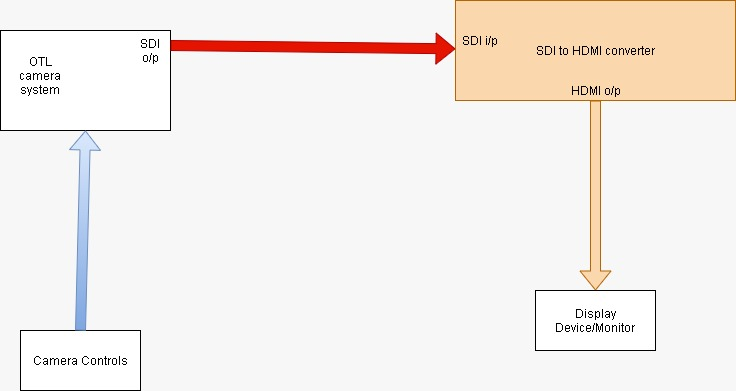 OTL
camera
system
SDI
o/p
SDI i/p
SDI to HDMI converter
HDMI o/p
Camera Controls
Display
Device/Monitor